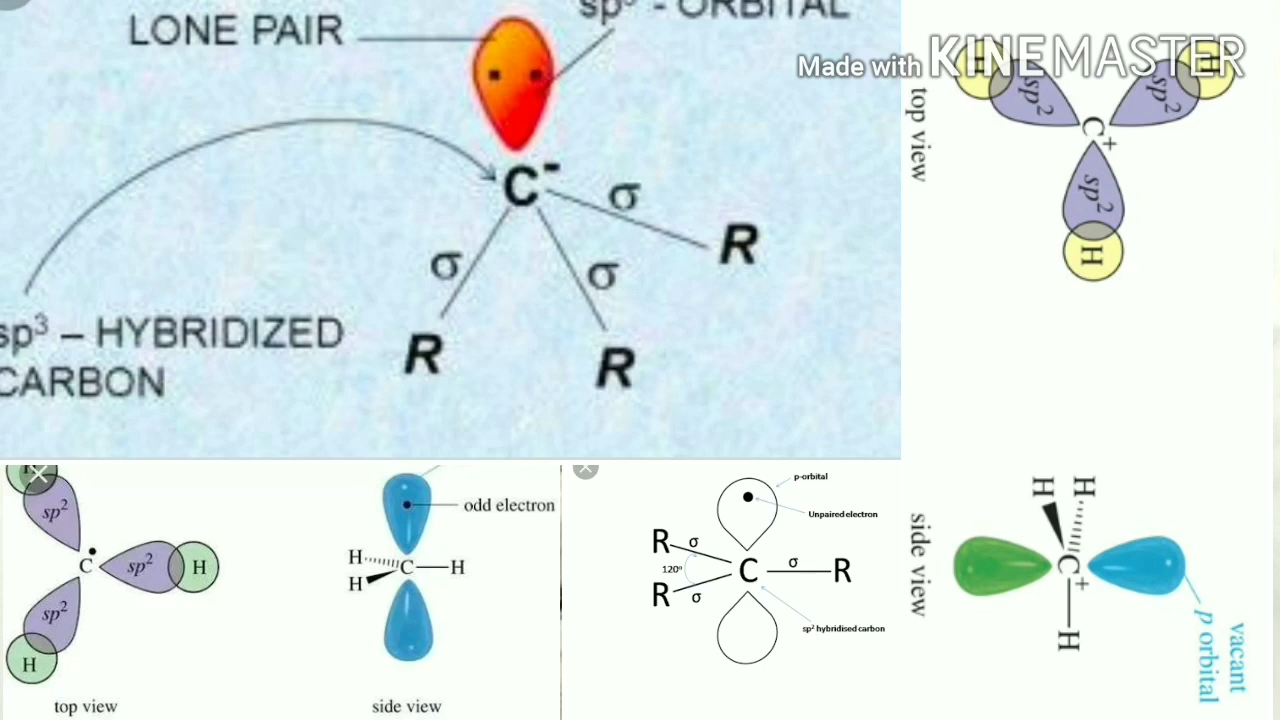 LONE PAIR
sp³ - ORBITAL
C⁻
σ
R
σ
σ
R
R
sp³ – HYBRIDIZED
CARBON
Made with KINEMASTER
top view
H
sp²
sp²
H
C⁺
sp²
H
H
sp²
C
sp²
H
sp²
H
top view
odd electron
H
H
C
H
side view
p-orbital
Unpaired electron
R
σ
120°
C
σ
R
R
σ
sp² hybridised carbon
side view
H
H
C⁺
H
vacant
p orbital